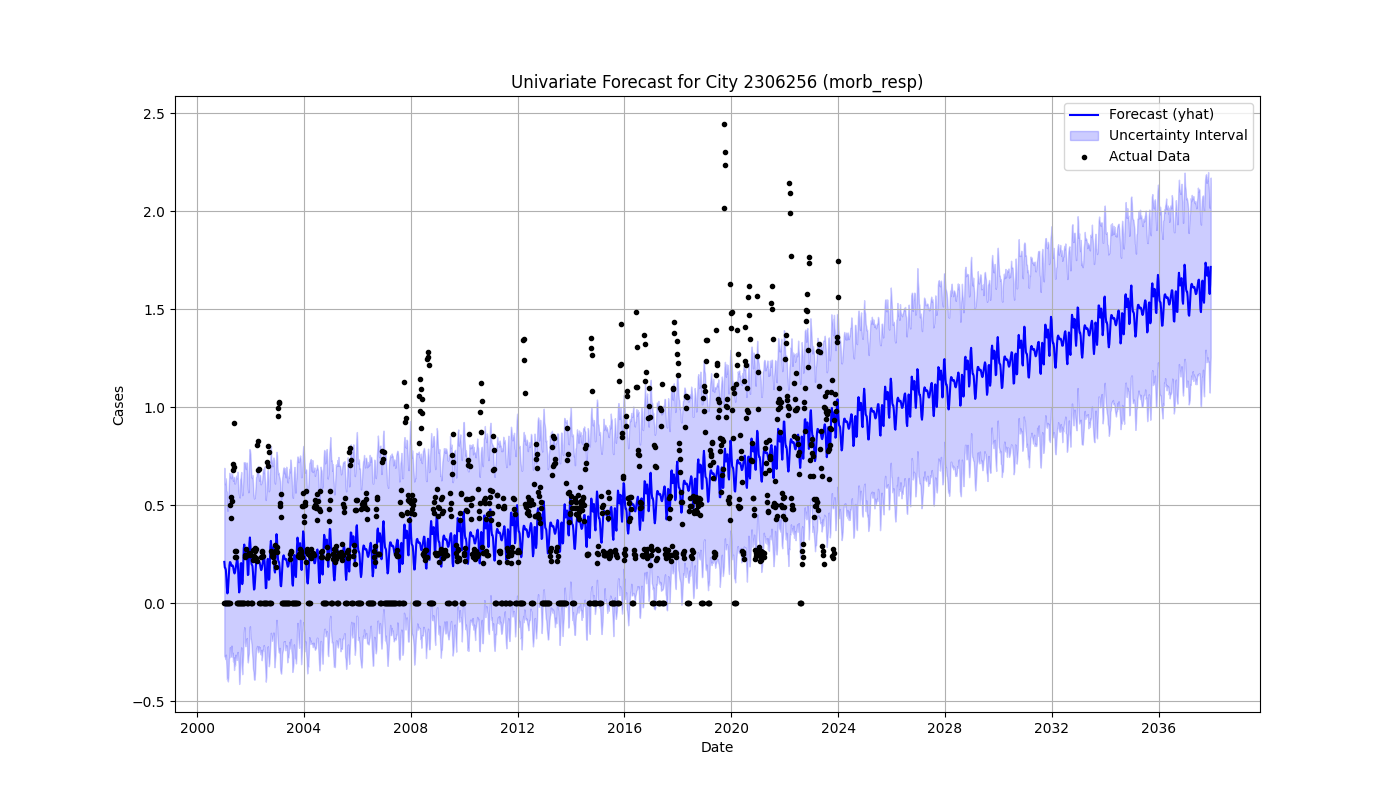 Univariate Forecast for City 2306256 (morb_resp)
Forecast (yhat)
Uncertainty Interval
Actual Data
Cases
2.5
2.0
1.5
1.0
0.5
0.0
−0.5
2000 2004 2008 2012 2016 2020 2024 2028 2032 2036
Date